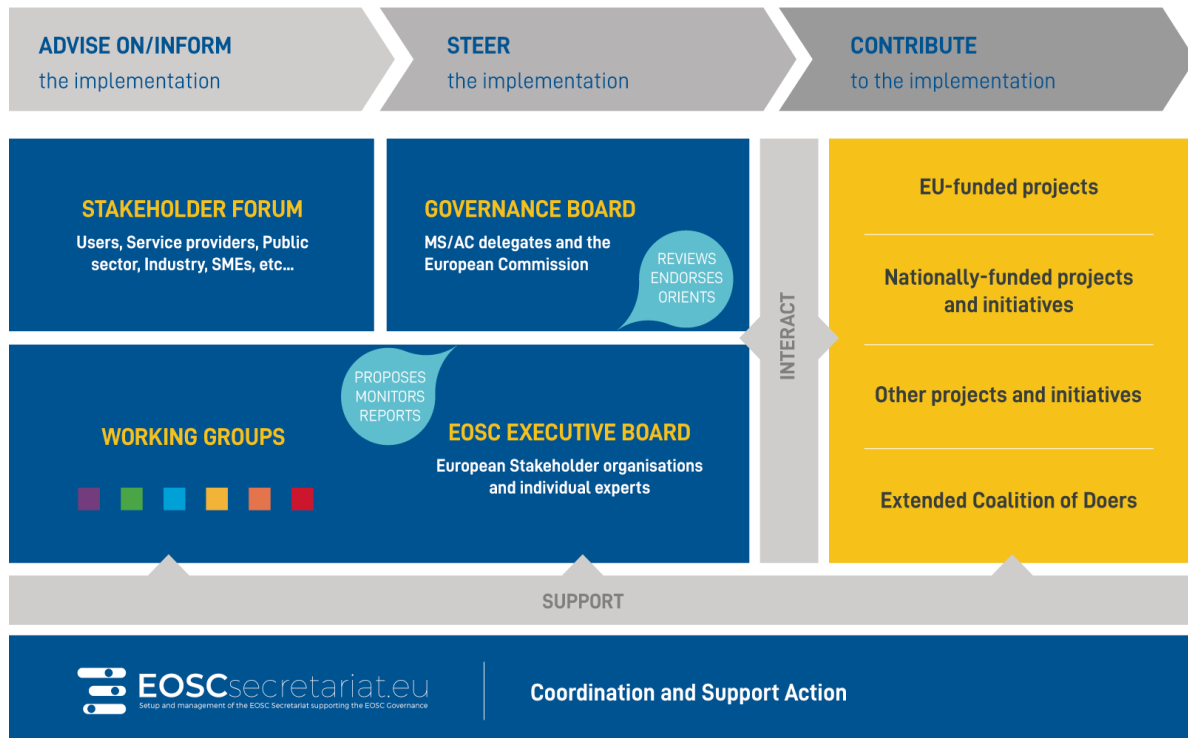 ADVISE ON/INFORM
the implementation
STEER
the implementation
CONTRIBUTE
to the implementation
STAKEHOLDER FORUM
Users, Service providers, Public
sector, Industry, SMEs, etc...
GOVERNANCE BOARD
MS/AC delegates and the
European Commission
REVIEWS
ENDORSES
ORIENTS
PROPOSES
MONITORS
REPORTS
WORKING GROUPS
EOSC EXECUTIVE BOARD
European Stakeholder organisations
and individual experts
INTERACT
EU-funded projects
Nationally-funded projects
and initiatives
Other projects and initiatives
Extended Coalition of Doers
SUPPORT
EOSCsecretariat.eu
Setup and management of the EOSC Secretariat supporting the EOSC Governance
Coordination and Support Action